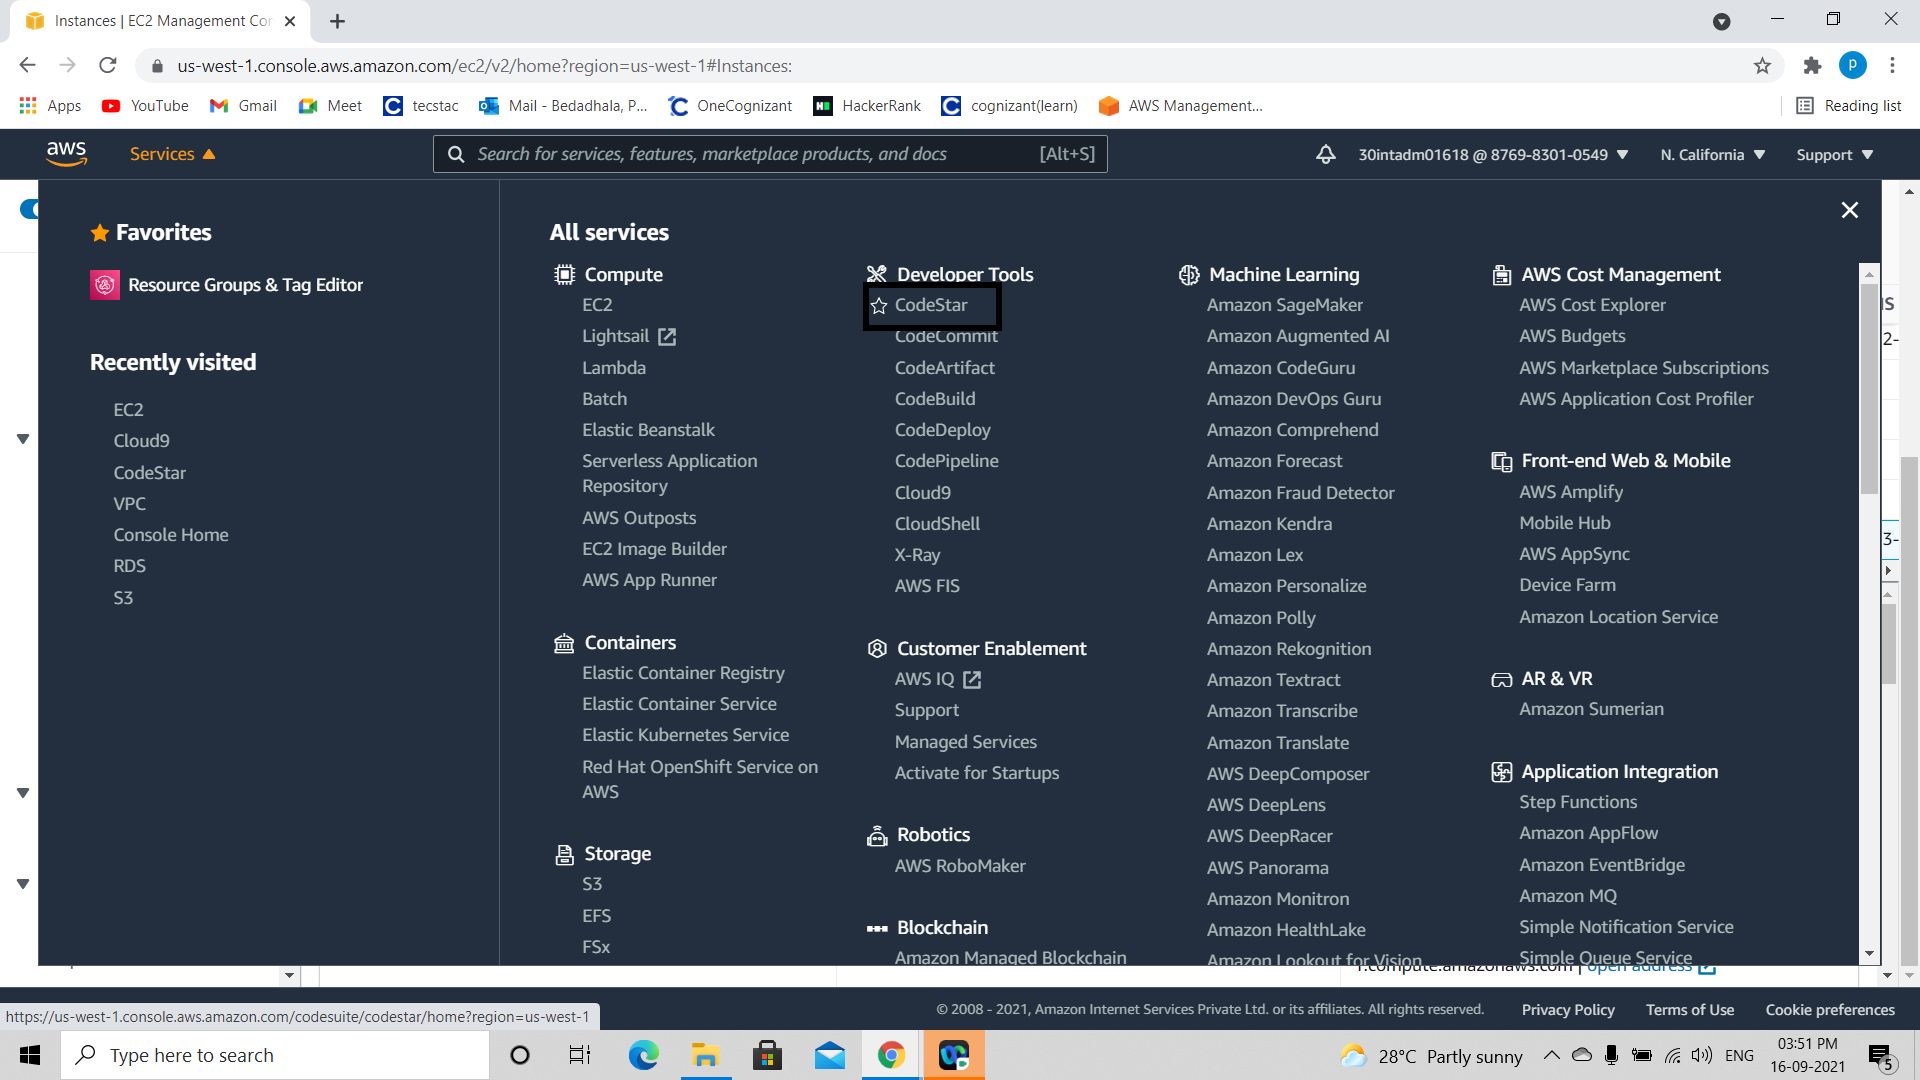 Instances | EC2 Management Con
us-west-1.console.aws.amazon.com/ec2/v2/home?region=us-west-1#Instances:
P
Apps
YouTube
Gmail
Meet
tecstac
Mail - Bedadhala, P...
OneCognizant
HackerRank
cognizant(learn)
AWS Management...
Reading list
aws
Services
Search for services, features, marketplace products, and docs
[Alt+S]
30intadm01618 @ 8769-8301-0549
N. California
Support
Favorites
Resource Groups & Tag Editor
Recently visited
EC2
Cloud9
CodeStar
VPC
Console Home
RDS
S3
All services
Compute
EC2
Lightsail
Lambda
Batch
Elastic Beanstalk
Serverless Application
Repository
AWS Outposts
EC2 Image Builder
AWS App Runner
Containers
Elastic Container Registry
Elastic Container Service
Elastic Kubernetes Service
Red Hat OpenShift Service on
AWS
Storage
S3
EFS
FSx
Developer Tools
CodeStar
CodeCommit
CodeArtifact
CodeBuild
CodeDeploy
CodePipeline
Cloud9
CloudShell
X-Ray
AWS FIS
Customer Enablement
AWS IQ
Support
Managed Services
Activate for Startups
Robotics
AWS RoboMaker
Blockchain
Amazon Managed Blockchain
Machine Learning
Amazon SageMaker
Amazon Augmented AI
Amazon CodeGuru
Amazon DevOps Guru
Amazon Comprehend
Amazon Forecast
Amazon Fraud Detector
Amazon Kendra
Amazon Lex
Amazon Personalize
Amazon Polly
Amazon Rekognition
Amazon Textract
Amazon Transcribe
Amazon Translate
AWS DeepComposer
AWS DeepLens
AWS DeepRacer
AWS Panorama
Amazon Monitron
Amazon HealthLake
Amazon Lookout for Vision
AWS Cost Management
AWS Cost Explorer
AWS Budgets
AWS Marketplace Subscriptions
AWS Application Cost Profiler
Front-end Web & Mobile
AWS Amplify
Mobile Hub
AWS AppSync
Device Farm
Amazon Location Service
AR & VR
Amazon Sumerian
Application Integration
Step Functions
Amazon AppFlow
Amazon EventBridge
Amazon MQ
Simple Notification Service
Simple Queue Service
2-
3-
1.compute.amazonaws.com | open address
https://us-west-1.console.aws.amazon.com/codesuite/codestar/home?region=us-west-1
© 2008 - 2021, Amazon Internet Services Private Ltd. or its affiliates. All rights reserved.
Privacy Policy
Terms of Use
Cookie preferences
Type here to search
28°C Partly sunny
ENG
03:51 PM
16-09-2021
5